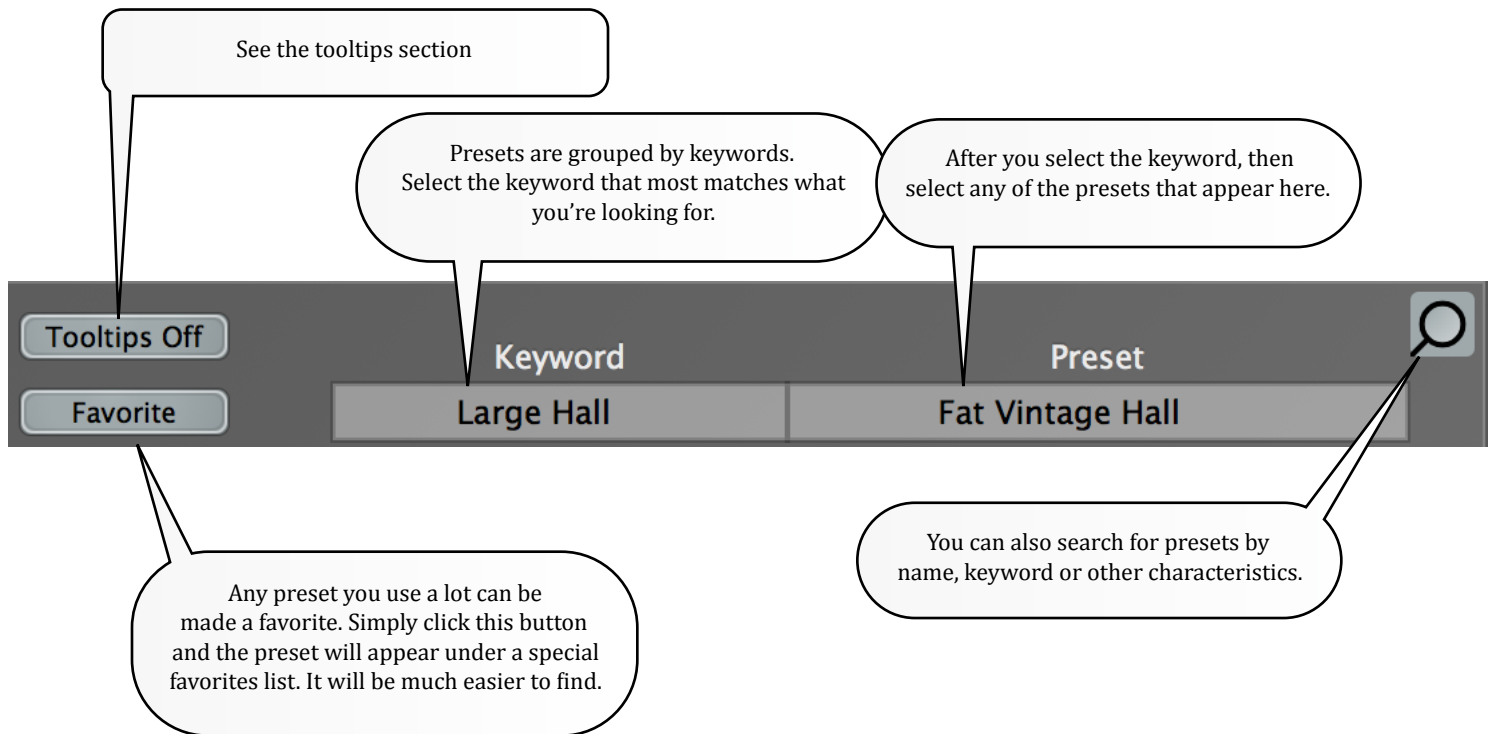 See the tooltips section
Presets are grouped by keywords.
Select the keyword that most matches what
you’re looking for.
After you select the keyword, then
select any of the presets that appear here.
Tooltips Off
Keyword
Preset
Favorite
Large Hall
Fat Vintage Hall
You can also search for presets by
name, keyword or other characteristics.
Any preset you use a lot can be
made a favorite. Simply click this button
and the preset will appear under a special
favorites list. It will be much easier to find.